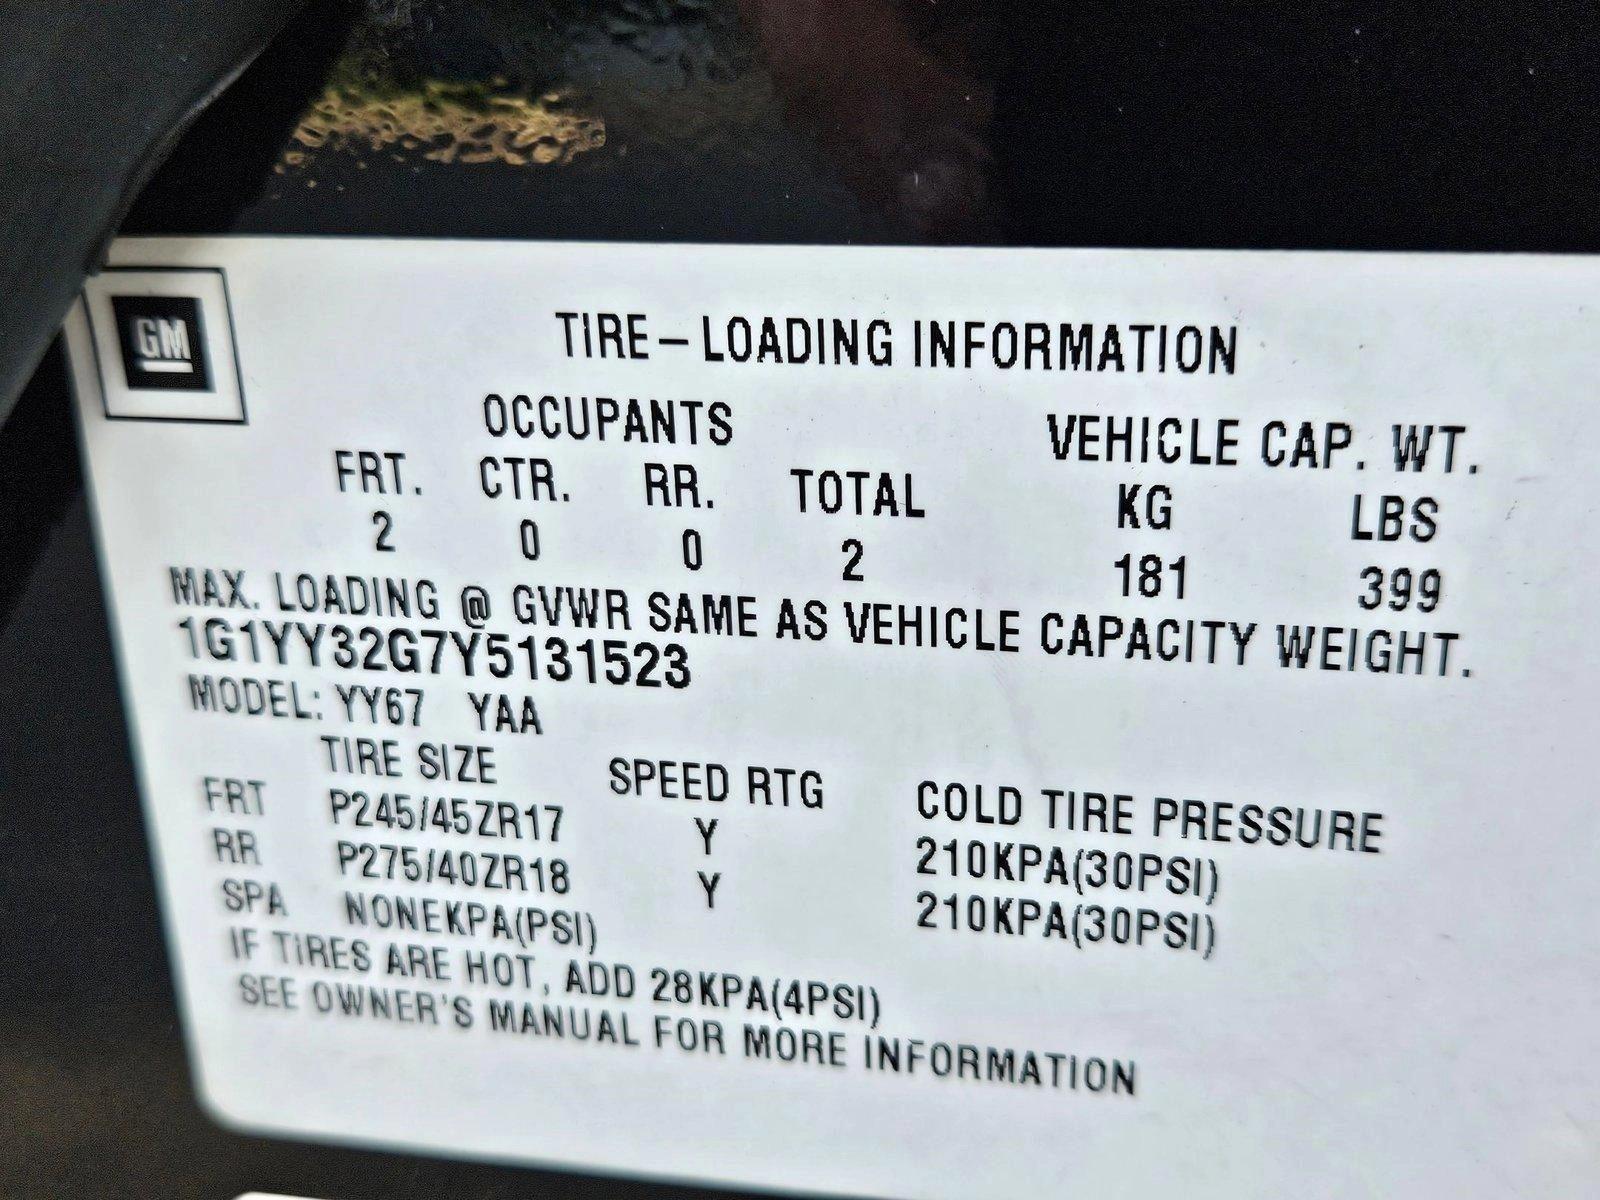 GM
TIRE – LOADING INFORMATION
OCCUPANTS VEHICLE CAP. WT.
FRT. CTR. RR. TOTAL KG LBS
2 0 0 2 181 399
MAX. LOADING @ GVWR SAME AS VEHICLE CAPACITY WEIGHT.
1G1YY32G7Y5131523
MODEL: YY67 YAA
TIRE SIZE SPEED RTG COLD TIRE PRESSURE
FRT P245/45ZR17 Y 210KPA(30PSI)
RR P275/40ZR18 Y 210KPA(30PSI)
SPA NONEKPA(PSI)
IF TIRES ARE HOT, ADD 28KPA(4PSI)
SEE OWNER'S MANUAL FOR MORE INFORMATION